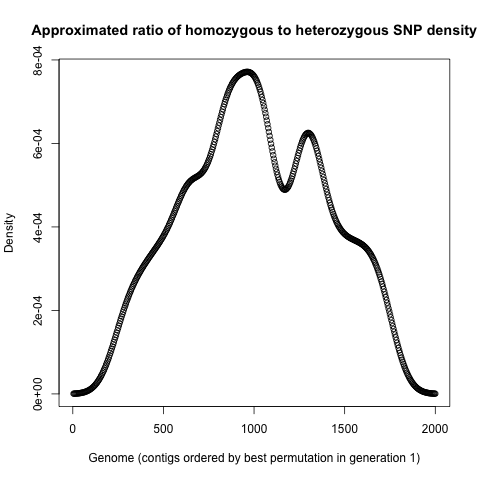 Approximated ratio of homozygous to heterozygous SNP density
8e-04
6e-04
4e-04
2e-04
0e+00
Density
0 500 1000 1500 2000
Genome (contigs ordered by best permutation in generation 1)